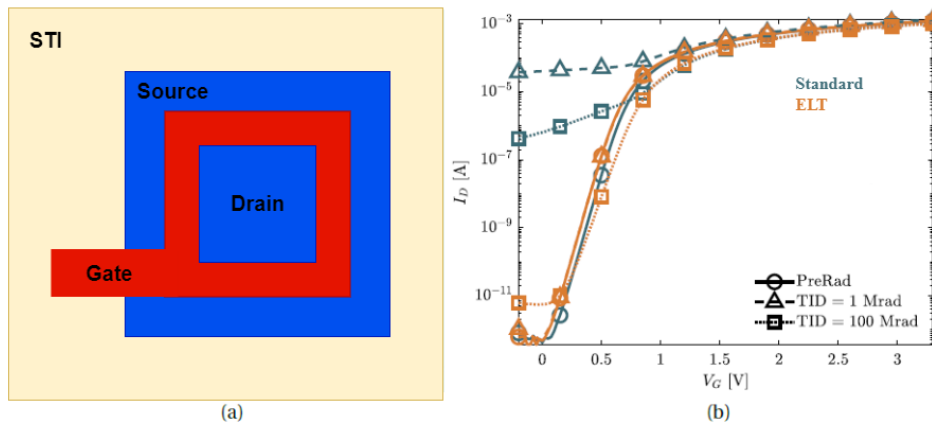 STI
Source
Drain
Gate
(a)
b)
10⁻³
10⁻⁵
10⁻⁷
10⁻⁹
10⁻¹¹
I_D [A]
Standard
ELT
PreRad
TID = 1 Mrad
TID = 100 Mrad
0 0.5 1 1.5 2 2.5 3
V_G [V]
(b)
a)